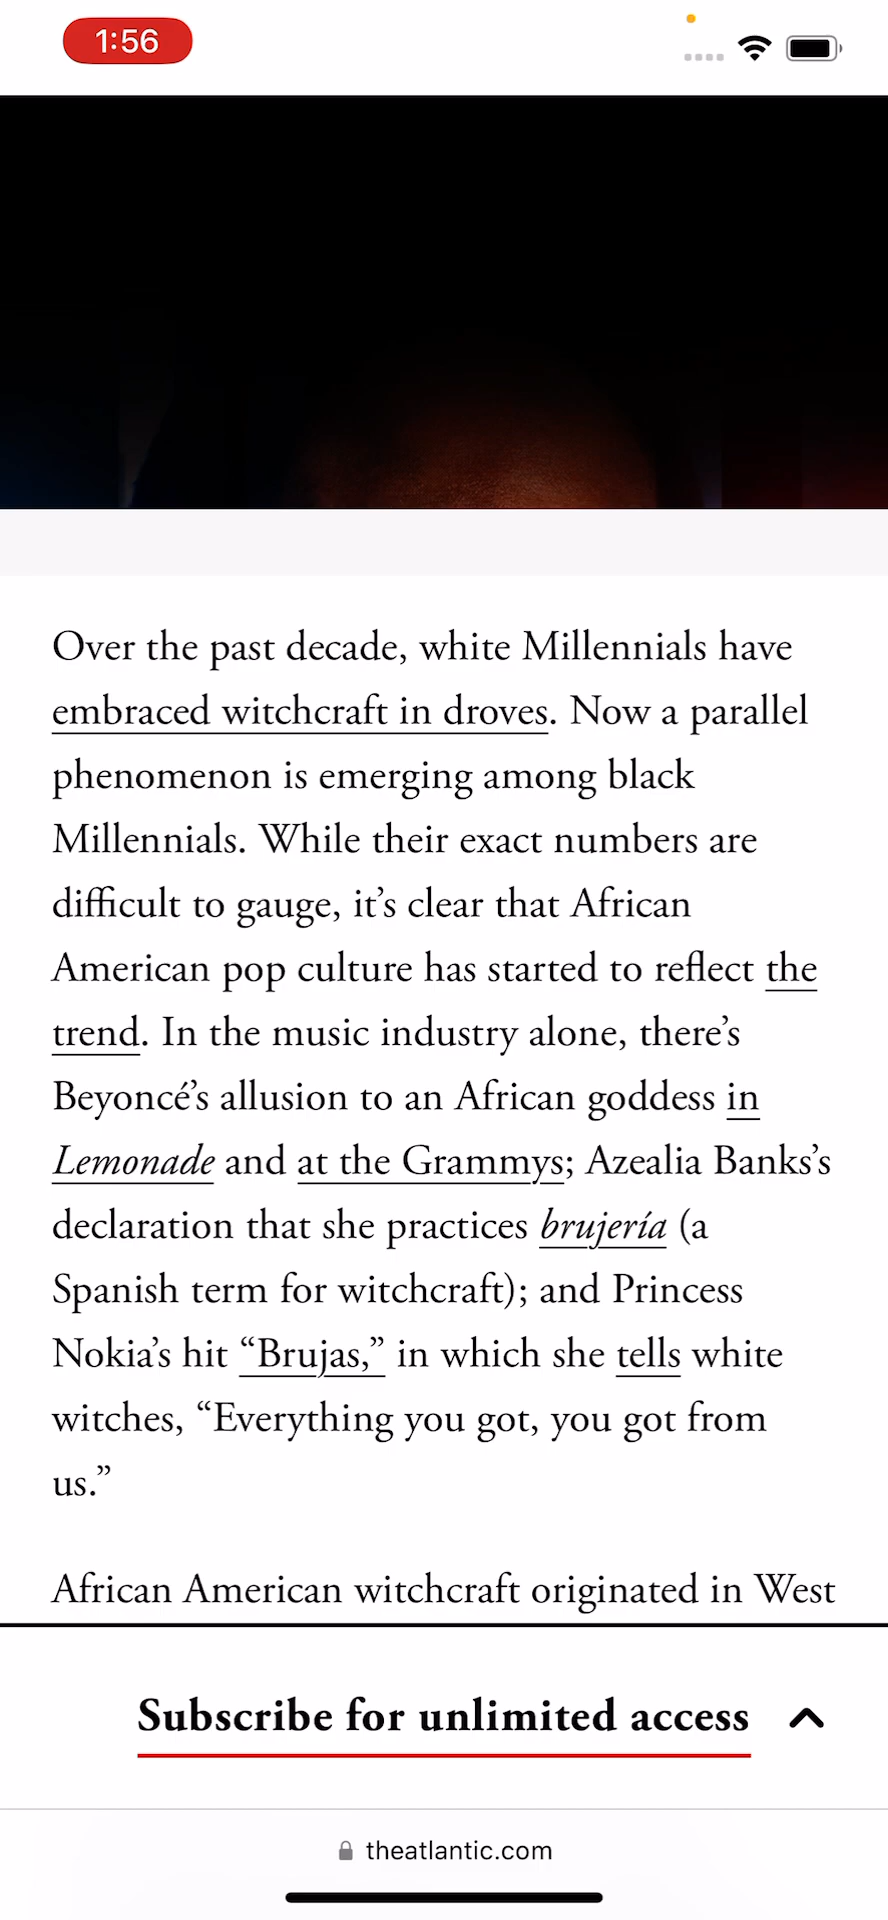 1:56
Over the past decade, white Millennials have
embraced witchcraft in droves. Now a parallel
phenomenon is emerging among black
Millennials. While their exact numbers are
difficult to gauge, it’s clear that African
American pop culture has started to reflect the
trend. In the music industry alone, there’s
Beyoncé’s allusion to an African goddess in
Lemonade and at the Grammys; Azealia Banks’s
declaration that she practices brujería (a
Spanish term for witchcraft); and Princess
Nokia’s hit “Brujas,” in which she tells white
witches, “Everything you got, you got from
us.”
African American witchcraft originated in West
Subscribe for unlimited access
theatlantic.com